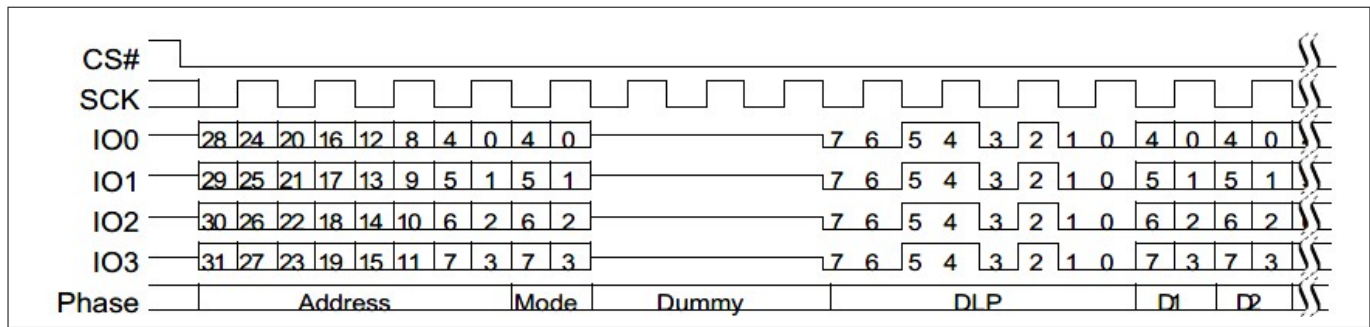 CS#
SCK
IO0 28 24 20 16 12 8 4 0 4 0 7 6 5 4 3 2 1 0 4 0 4 0
IO1 29 25 21 17 13 9 5 1 5 1 7 6 5 4 3 2 1 0 5 1 5 1
IO2 30 26 22 18 14 10 6 2 6 2 7 6 5 4 3 2 1 0 6 2 6 2
IO3 31 27 23 19 15 11 7 3 7 3 7 6 5 4 3 2 1 0 7 3 7 3
Phase Address Mode Dummy DLP D1 D2